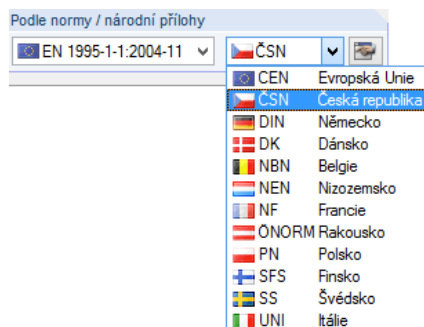 Podle normy / národní přílohy
EN 1995-1-1:2004-11 ČSN
CEN Evropská Unie
ČSN Česká republika
DIN Německo
DK Dánsko
NBN Belgie
NEN Nizozemsko
NF Francie
ÖNORM Rakousko
PN Polsko
SFS Finsko
SS Švédsko
UNI Itálie